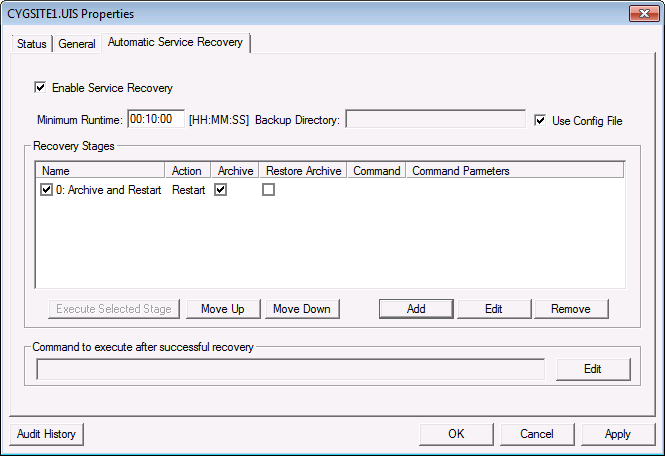 CYGSITE1.UIS Properties
Status General Automatic Service Recovery
Enable Service Recovery
Minimum Runtime: 00:10:00 [HH:MM:SS] Backup Directory: Use Config File
Recovery Stages
Name Action Archive Restore Archive Command Command Parmeters
0: Archive and Restart Restart
Execute Selected Stage Move Up Move Down Add Edit Remove
Command to execute after successful recovery
Edit
Audit History OK Cancel Apply